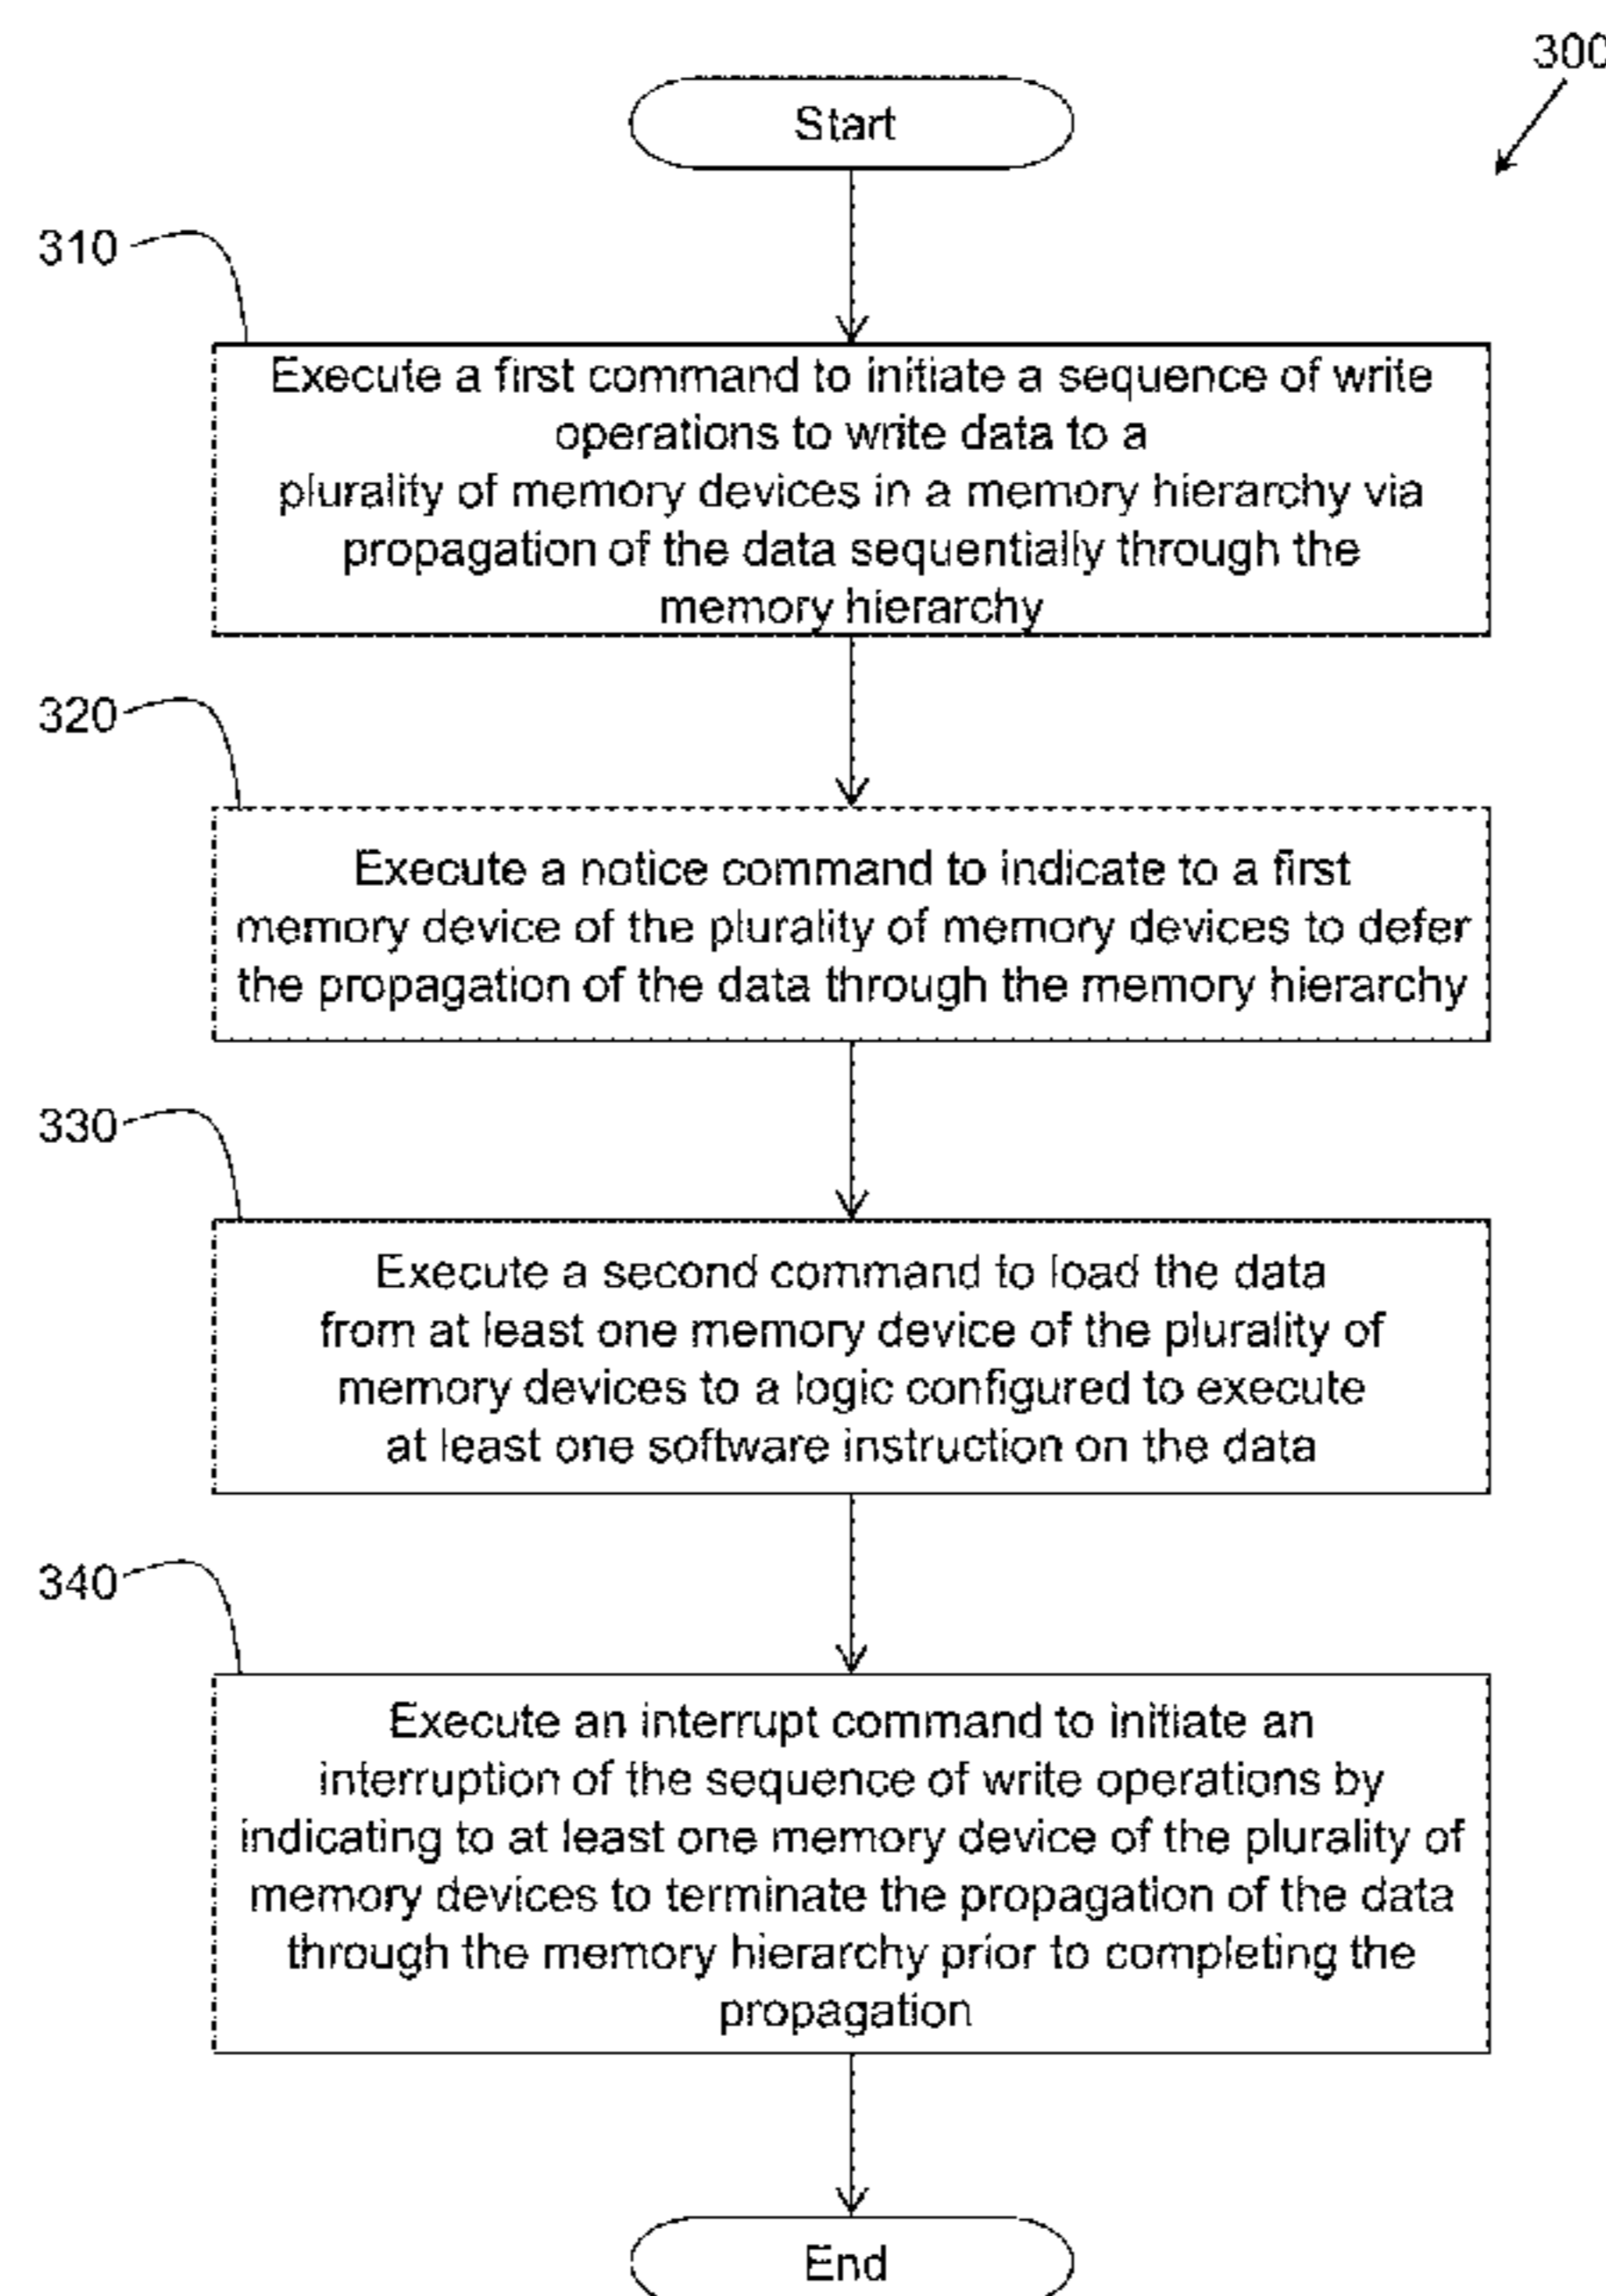 300
Start
310
Execute a first command to initiate a sequence of write
operations to write data to a
plurality of memory devices in a memory hierarchy via
propagation of the data sequentially through the
memory hierarchy
320
Execute a notice command to indicate to a first
memory device of the plurality of memory devices to defer
the propagation of the data through the memory hierarchy
330
Execute a second command to load the data
from at least one memory device of the plurality of
memory devices to a logic configured to execute
at least one software instruction on the data
340
Execute an interrupt command to initiate an
interruption of the sequence of write operations by
indicating to at least one memory device of the plurality of
memory devices to terminate the propagation of the data
through the memory hierarchy prior to completing the
propagation
End